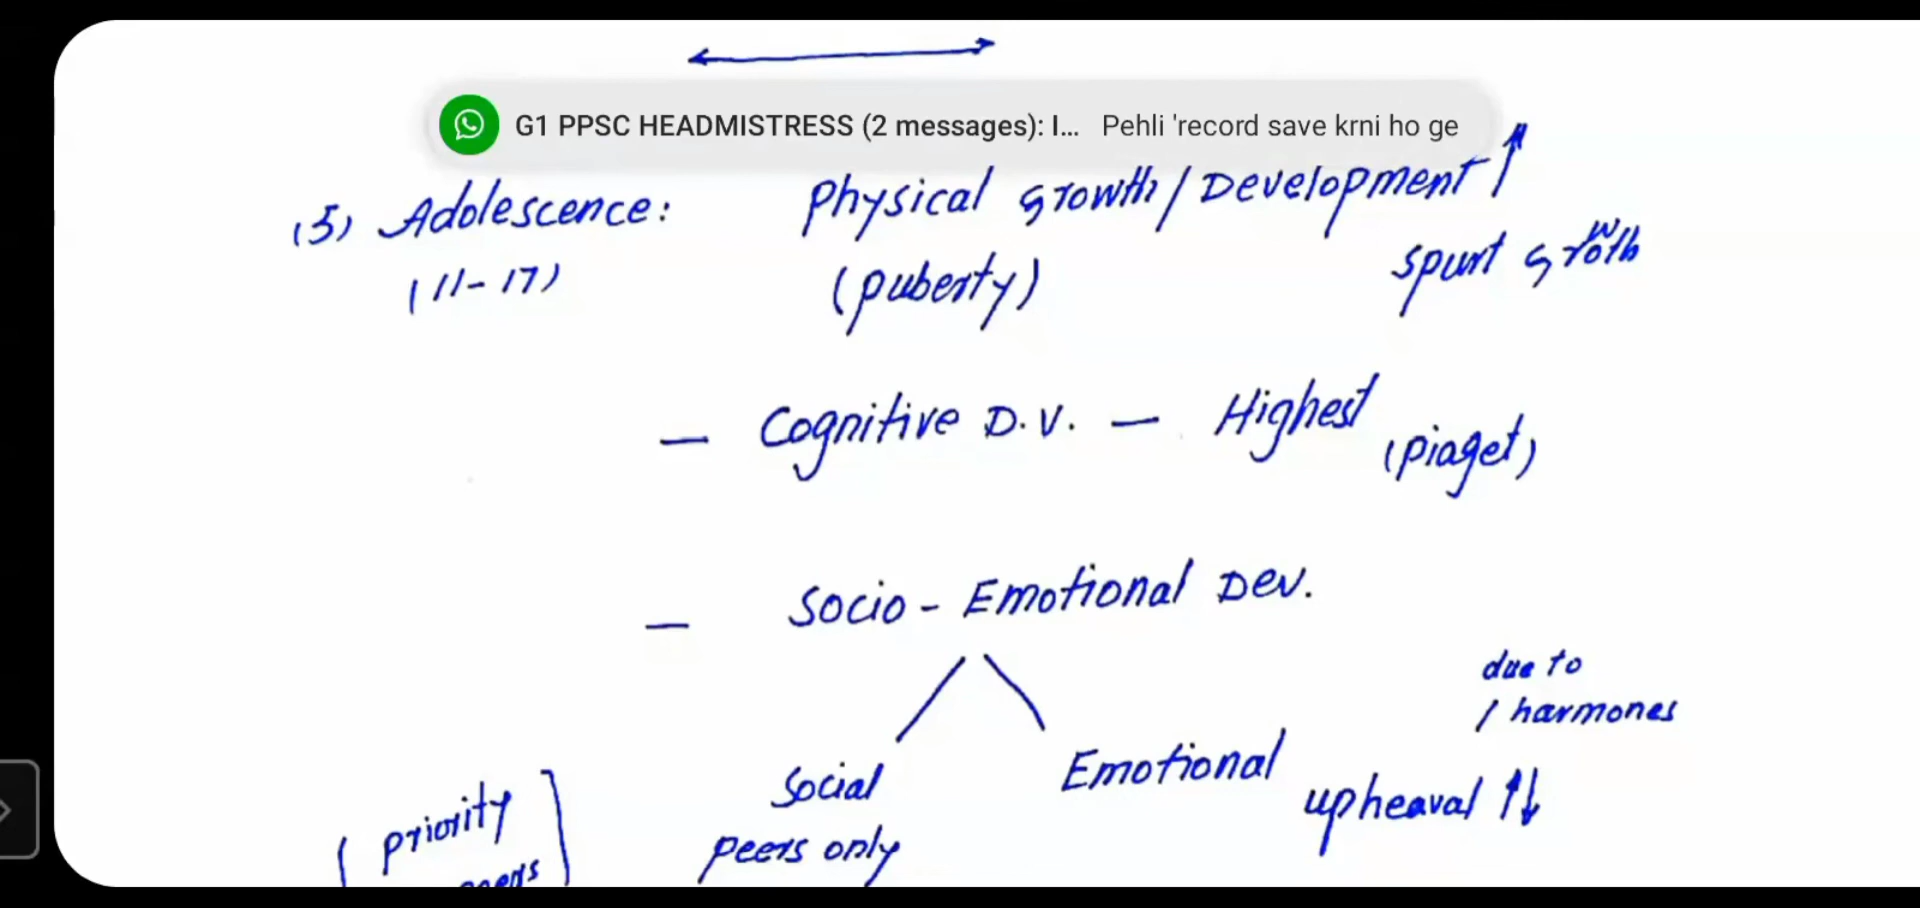 G1 PPSC HEADMISTRESS (2 messages): I... Pehli 'record save krni ho ge
(5) Adolescence: Physical growth/Development ↑
(11-17) (puberty) spurt growth
— Cognitive D.V. — Highest (piaget)
— Socio - Emotional Dev.
due to
harmones
Social Emotional upheaval ↑↓
(priority peers only
peers